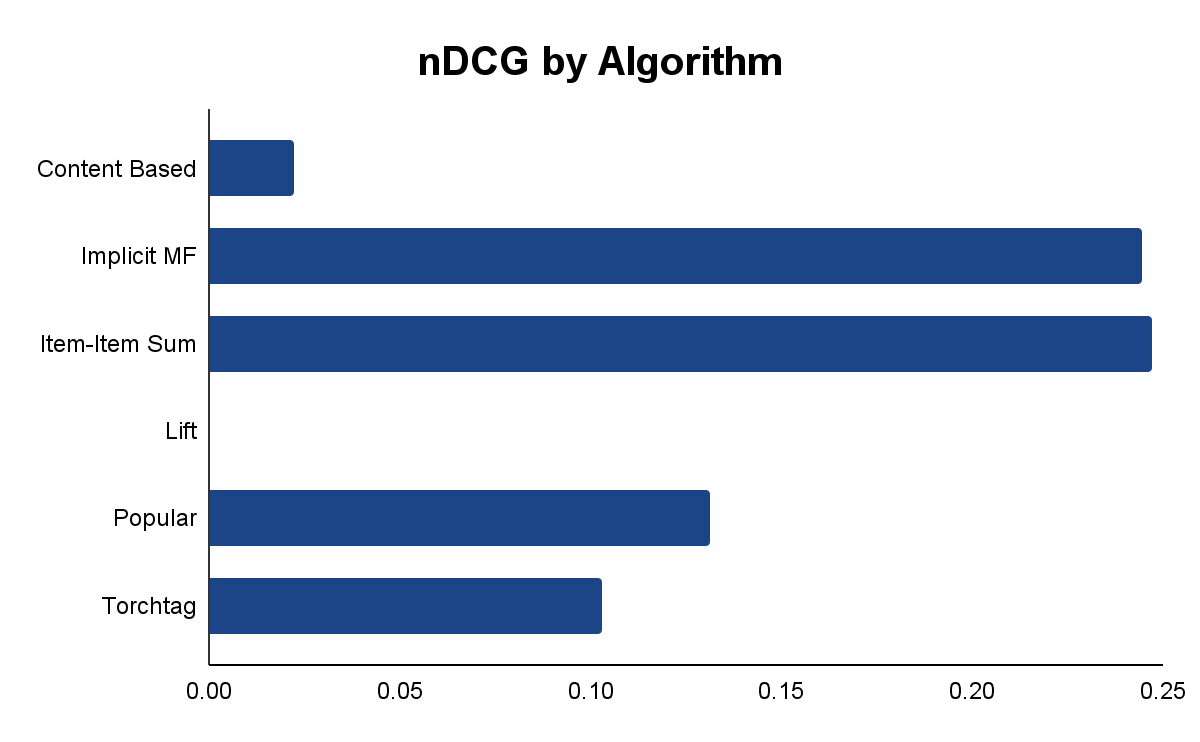 nDCG by Algorithm
Content Based
Implicit MF
Item-Item Sum
Lift
Popular
Torchtag
0.00 0.05 0.10 0.15 0.20 0.25